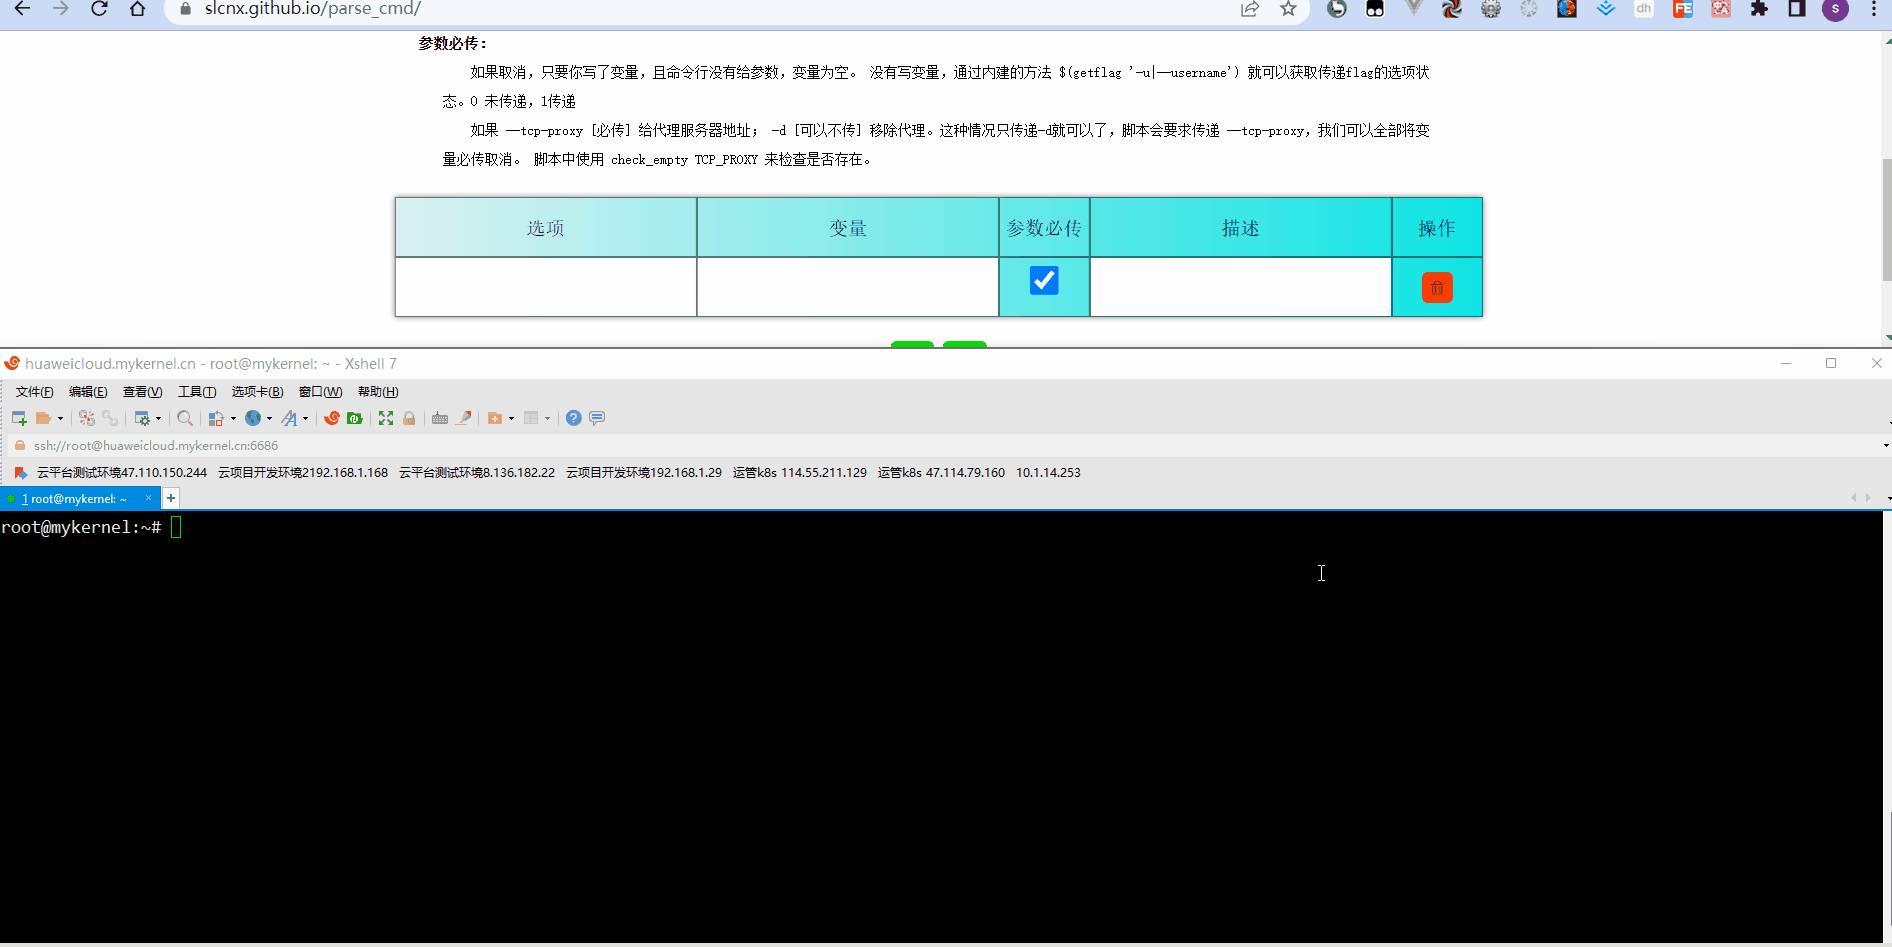 slcnx.github.io/parse_cmd/
dh
FE
S
参数必传：
如果取消，只要你写了变量，且命令行没有给参数，变量为空。 没有写变量，通过内建的方法 $(getflag '-u|--username') 就可以获取传递flag的选项状
态。0 未传递，1传递
如果 --tcp-proxy [必传] 给代理服务器地址； -d [可以不传] 移除代理。这种情况只传递-d就可以了，脚本会要求传递 --tcp-proxy，我们可以全部将变
量必传取消。 脚本中使用 check_empty TCP_PROXY 来检查是否存在。
选项 变量 参数必传 描述 操作
huaweicloud.mykernel.cn - root@mykernel: ~ - Xshell 7
文件(F) 编辑(E) 查看(V) 工具(T) 选项卡(B) 窗口(W) 帮助(H)
ssh://root@huaweicloud.mykernel.cn:6686
云平台测试环境47.110.150.244 云项目开发环境2192.168.1.168 云平台测试环境8.136.182.22 云项目开发环境192.168.1.29 运管k8s 114.55.211.129 运管k8s 47.114.79.160 10.1.14.253
1 root@mykernel: ~ × +
root@mykernel:~#